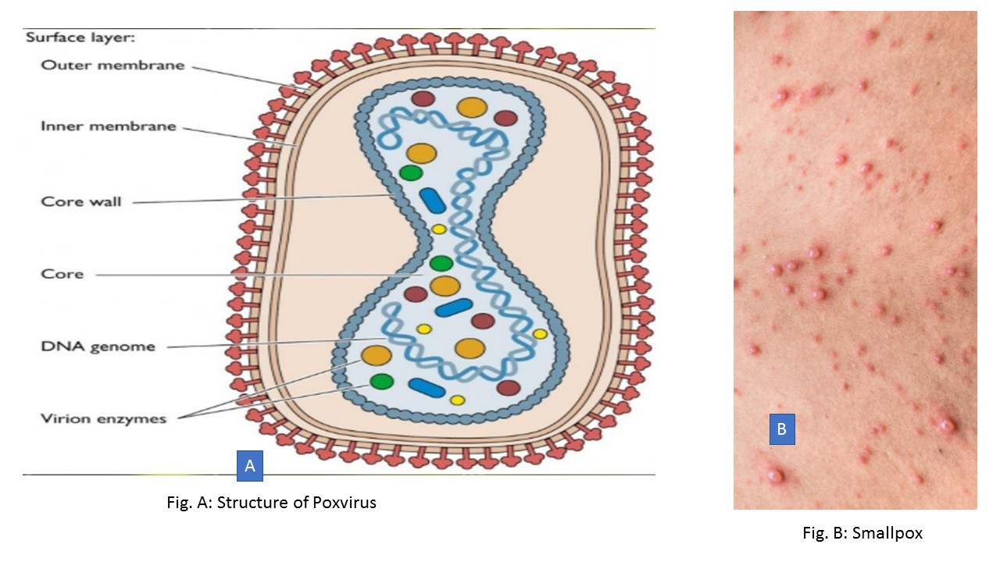 Surface layer:
Outer membrane
Inner membrane
Core wall
Core
DNA genome
Virion enzymes
A
Fig. A: Structure of Poxvirus
B
Fig. B: Smallpox